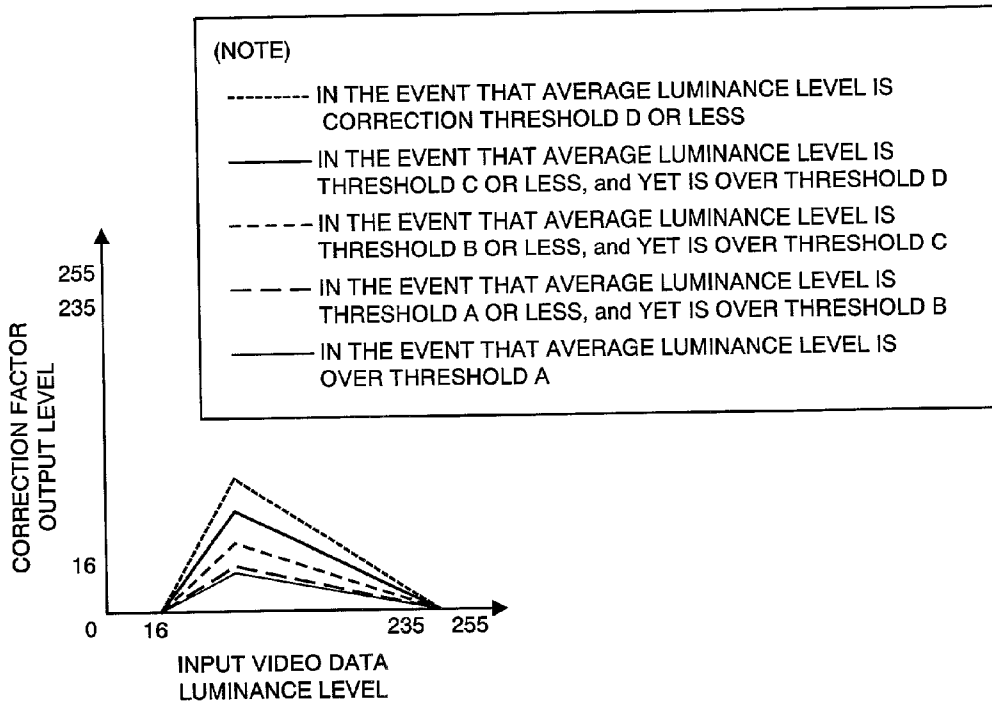 (NOTE)
IN THE EVENT THAT AVERAGE LUMINANCE LEVEL IS
CORRECTION THRESHOLD D OR LESS
IN THE EVENT THAT AVERAGE LUMINANCE LEVEL IS
THRESHOLD C OR LESS, and YET IS OVER THRESHOLD D
IN THE EVENT THAT AVERAGE LUMINANCE LEVEL IS
THRESHOLD B OR LESS, and YET IS OVER THRESHOLD C
IN THE EVENT THAT AVERAGE LUMINANCE LEVEL IS
THRESHOLD A OR LESS, and YET IS OVER THRESHOLD B
IN THE EVENT THAT AVERAGE LUMINANCE LEVEL IS
OVER THRESHOLD A
CORRECTION FACTOR
OUTPUT LEVEL
255
235
16
0
16
235
255
INPUT VIDEO DATA
LUMINANCE LEVEL